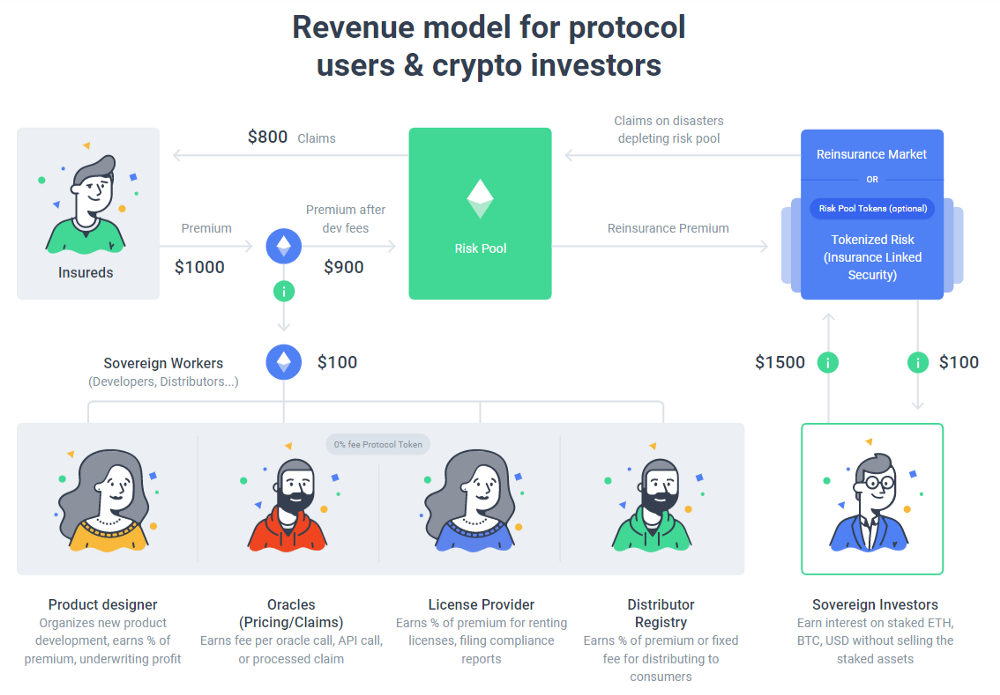 Revenue model for protocol
users & crypto investors
$800 Claims
Claims on disasters
depleting risk pool
Reinsurance Market
OR
Risk Pool Tokens (optional)
Tokenized Risk
(Insurance Linked
Security)
Premium
$1000
Premium after
dev fees
$900
Risk Pool
Reinsurance Premium
Insureds
i
Sovereign Workers
(Developers, Distributors...)
$100
$1500
i
i
$100
0% fee Protocol Token
Product designer
Organizes new product
development, earns % of
premium, underwriting profit
Oracles
(Pricing/Claims)
Earns fee per oracle call, API call,
or processed claim
License Provider
Earns % of premium for renting
licenses, filing compliance
reports
Distributor
Registry
Earns % of premium or fixed
fee for distributing to
consumers
Sovereign Investors
Earn interest on staked ETH,
BTC, USD without selling the
staked assets